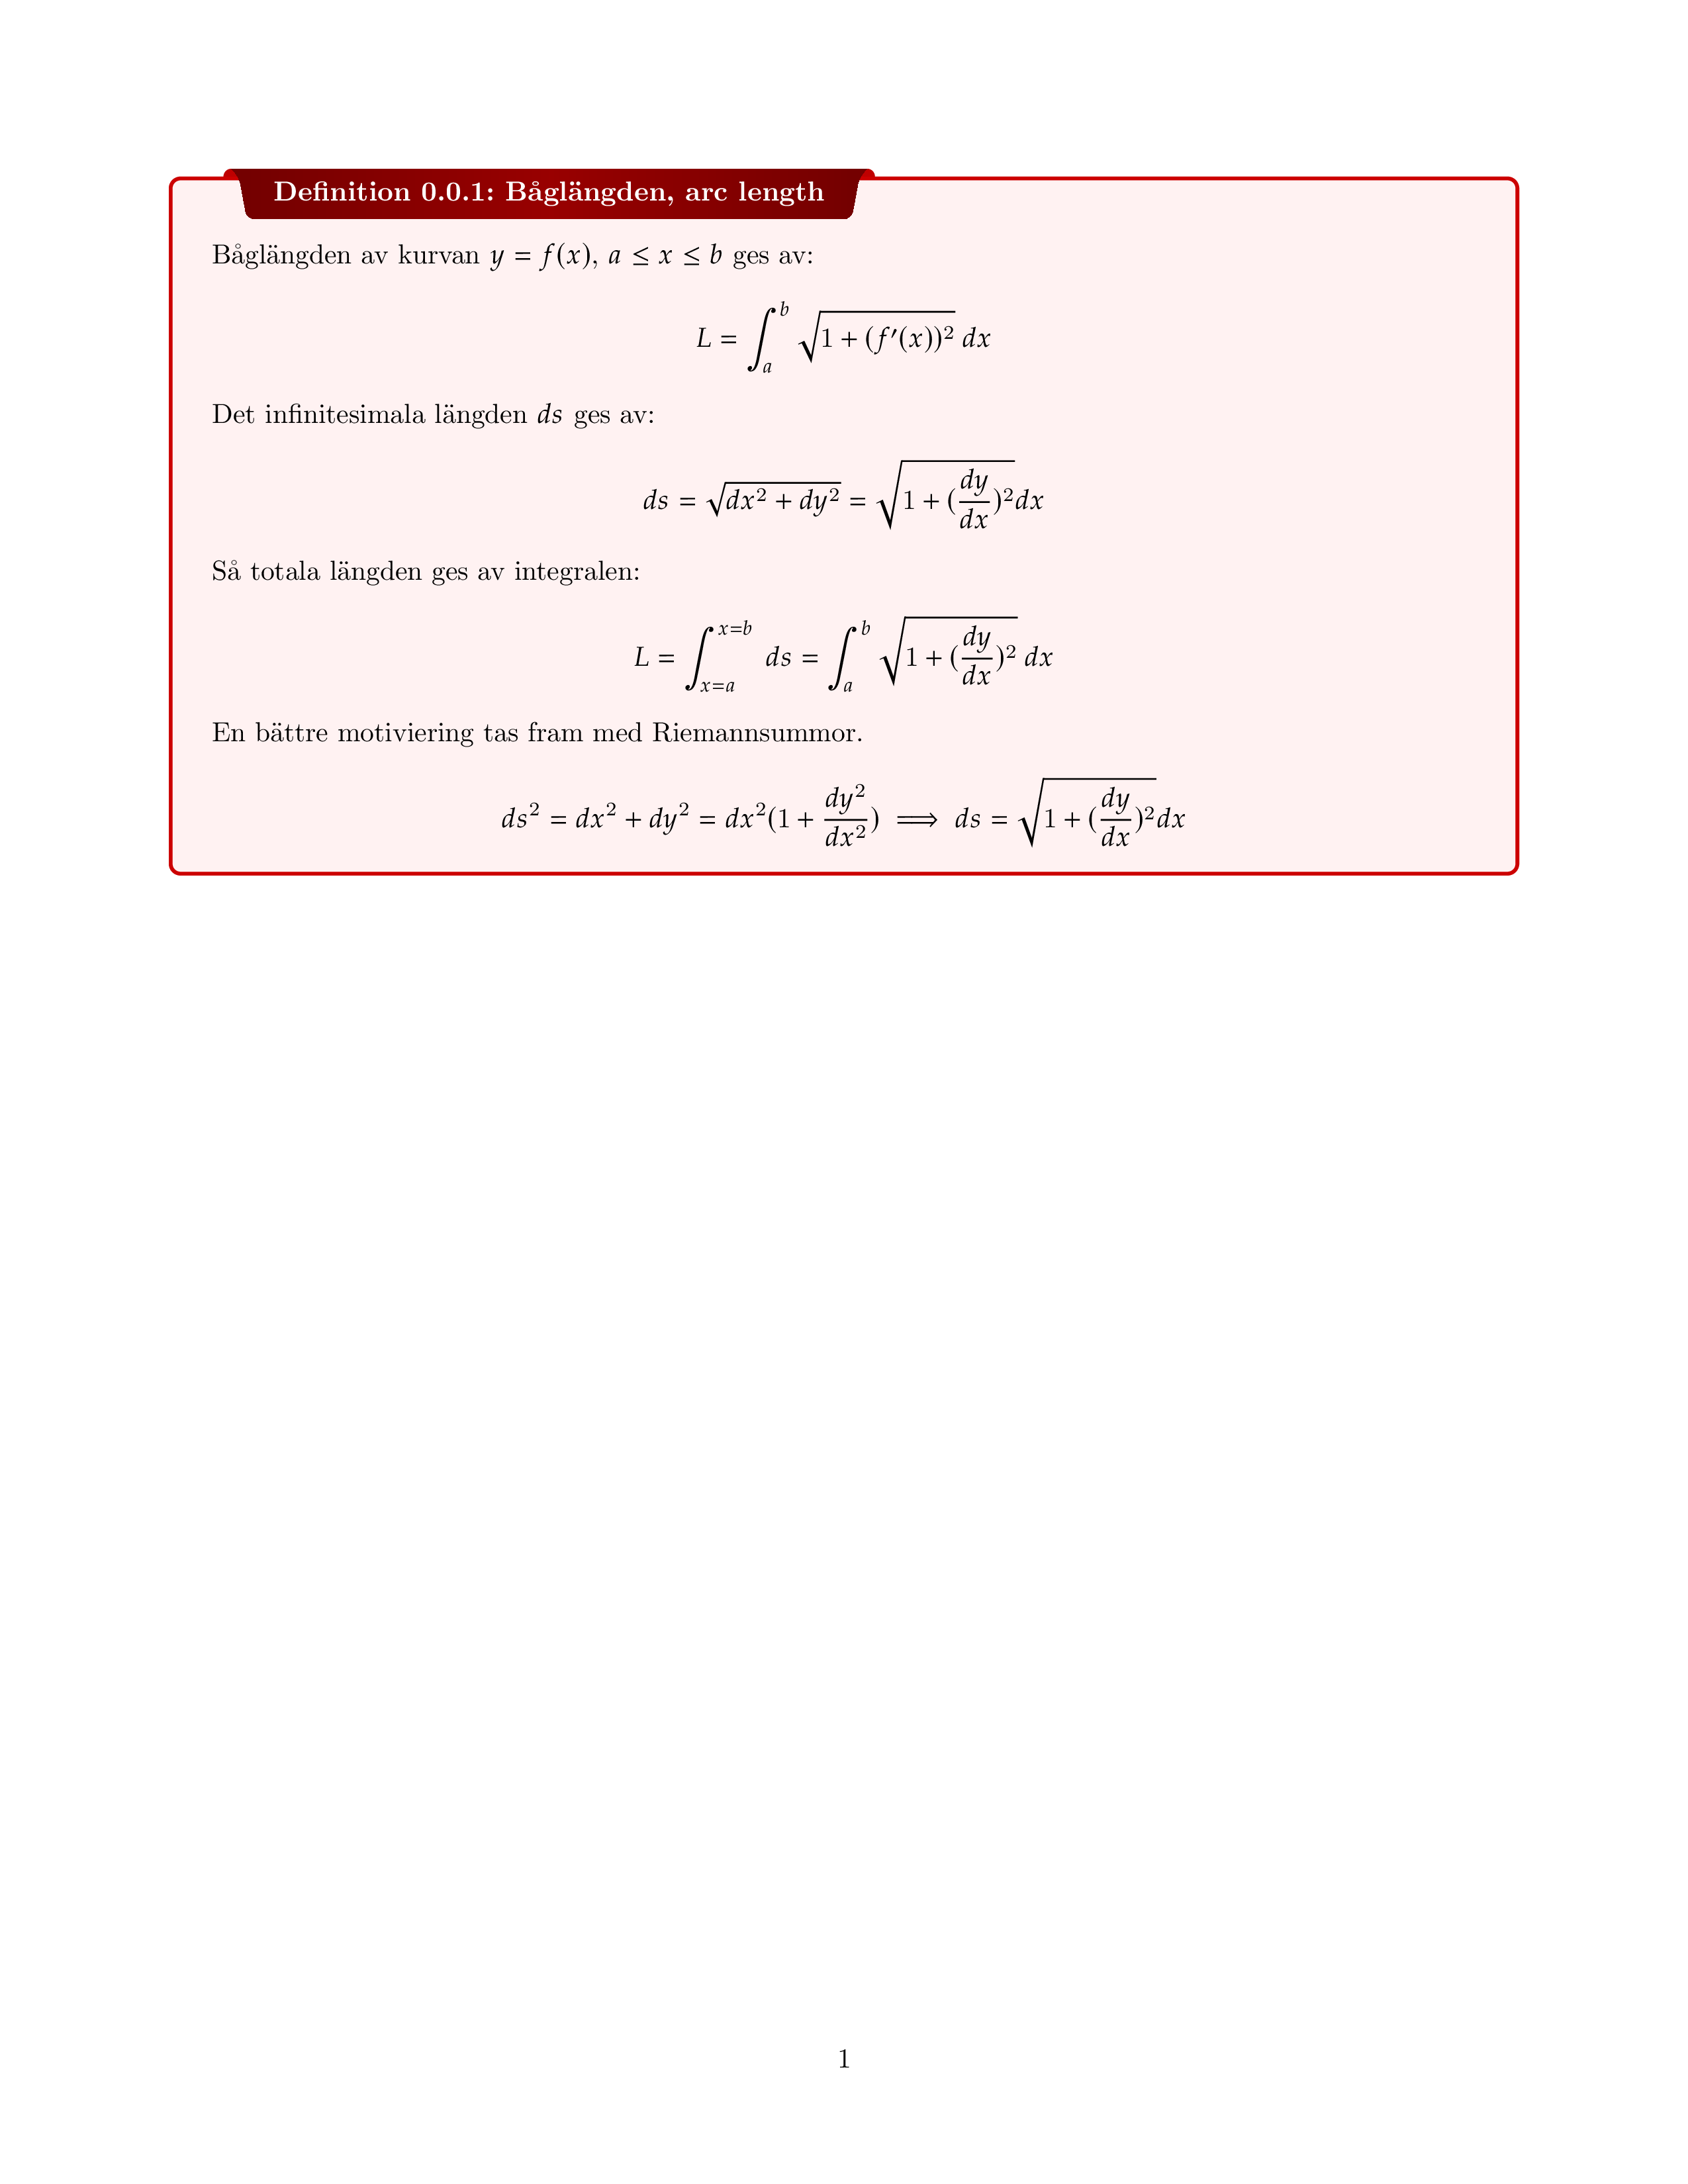 Definition 0.0.1: Båglängden, arc length
Båglängden av kurvan $y = f(x)$, $a \leq x \leq b$ ges av:
$$L = \int_a^b \sqrt{1 + (f'(x))^2}\, dx$$
Det infinitesimala längden $ds$ ges av:
$$ds = \sqrt{dx^2 + dy^2} = \sqrt{1 + (\frac{dy}{dx})^2} dx$$
Så totala längden ges av integralen:
$$L = \int_{x=a}^{x=b} ds = \int_a^b \sqrt{1 + (\frac{dy}{dx})^2}\, dx$$
En bättre motiviering tas fram med Riemannsummor.
$$ds^2 = dx^2 + dy^2 = dx^2(1 + \frac{dy^2}{dx^2}) \implies ds = \sqrt{1 + (\frac{dy}{dx})^2} dx$$
1